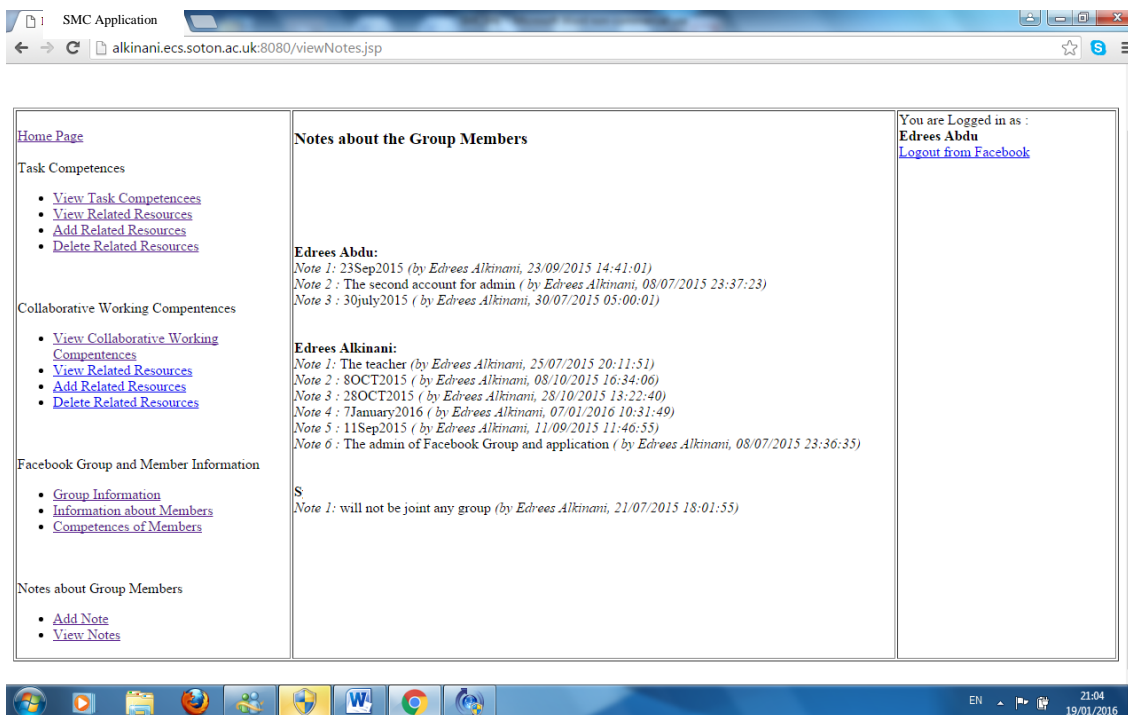 SMC Application
alkinani.ecs.soton.ac.uk:8080/viewNotes.jsp
Home Page
Task Competences
View Task Competencees
View Related Resources
Add Related Resources
Delete Related Resources
Collaborative Working Compentences
View Collaborative Working
Compentences
View Related Resources
Add Related Resources
Delete Related Resources
Facebook Group and Member Information
Group Information
Information about Members
Competences of Members
Notes about Group Members
Add Note
View Notes
Notes about the Group Members
Edrees Abdu:
Note 1: 23Sep2015 (by Edrees Alkinani, 23/09/2015 14:41:01)
Note 2 : The second account for admin ( by Edrees Alkinani, 08/07/2015 23:37:23)
Note 3 : 30july2015 ( by Edrees Alkinani, 30/07/2015 05:00:01)
Edrees Alkinani:
Note 1: The teacher (by Edrees Alkinani, 25/07/2015 20:11:51)
Note 2 : 8OCT2015 ( by Edrees Alkinani, 08/10/2015 16:34:06)
Note 3 : 28OCT2015 ( by Edrees Alkinani, 28/10/2015 13:22:40)
Note 4 : 7January2016 ( by Edrees Alkinani, 07/01/2016 10:31:49)
Note 5 : 11Sep2015 ( by Edrees Alkinani, 11/09/2015 11:46:55)
Note 6 : The admin of Facebook Group and application ( by Edrees Alkinani, 08/07/2015 23:36:35)
S
Note 1: will not be joint any group (by Edrees Alkinani, 21/07/2015 18:01:55)
You are Logged in as :
Edrees Abdu
Logout from Facebook
EN
21:04
19/01/2016